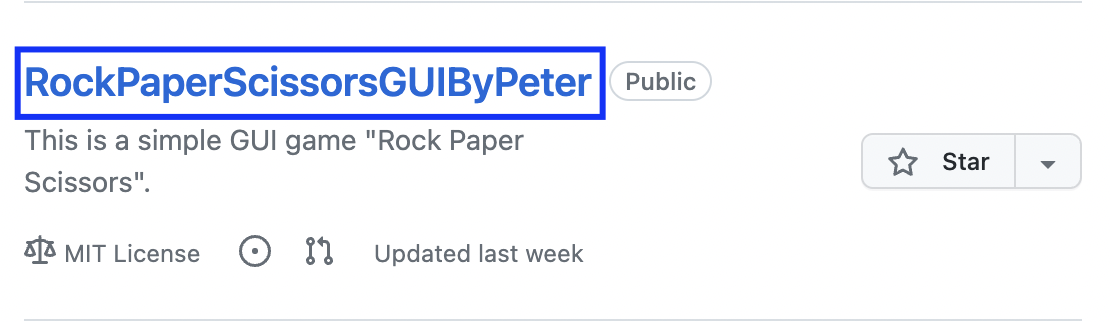 RockPaperScissorsGUIByPeter Public
This is a simple GUI game "Rock Paper
Scissors".
Star
MIT License Updated last week